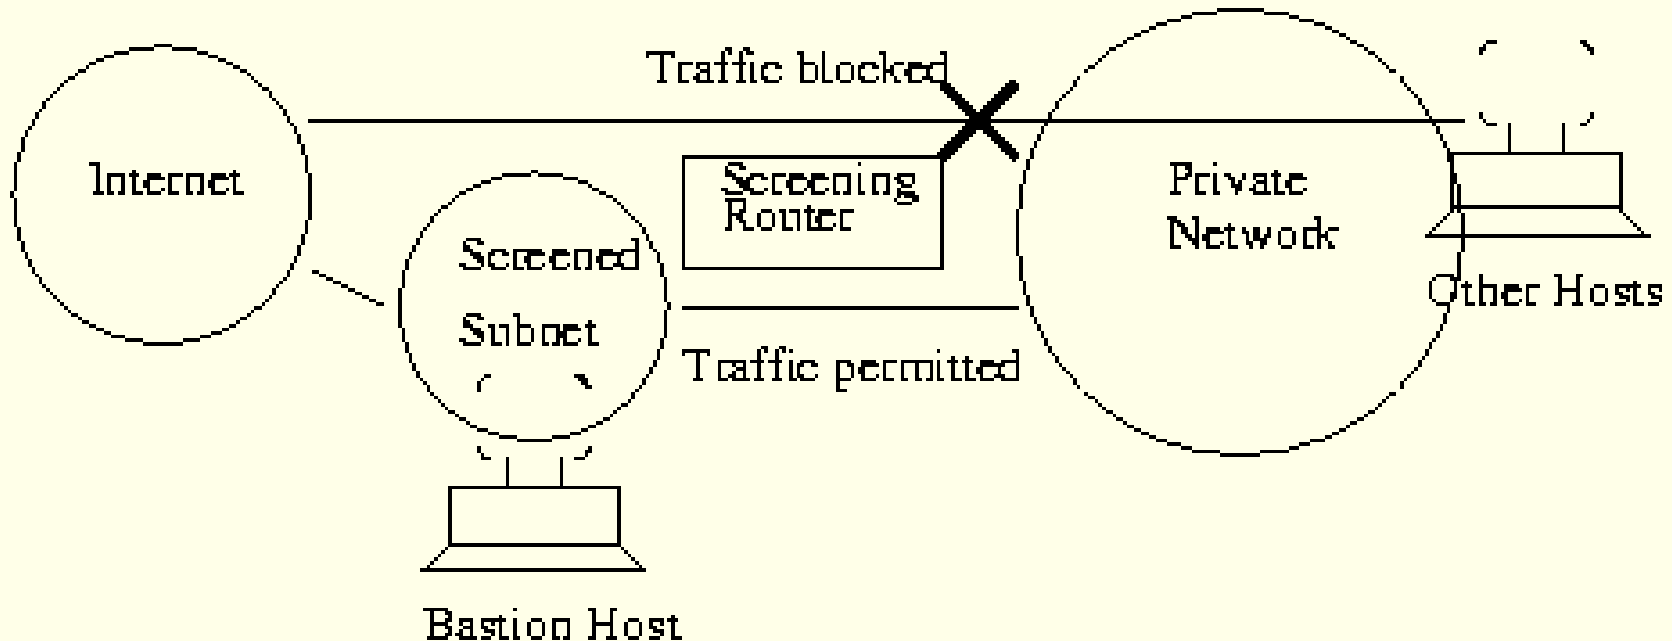 Traffic blocked
Internet
Screening
Router
Private
Network
Screened
Subnet
Other Hosts
Traffic permitted
Bastion Host